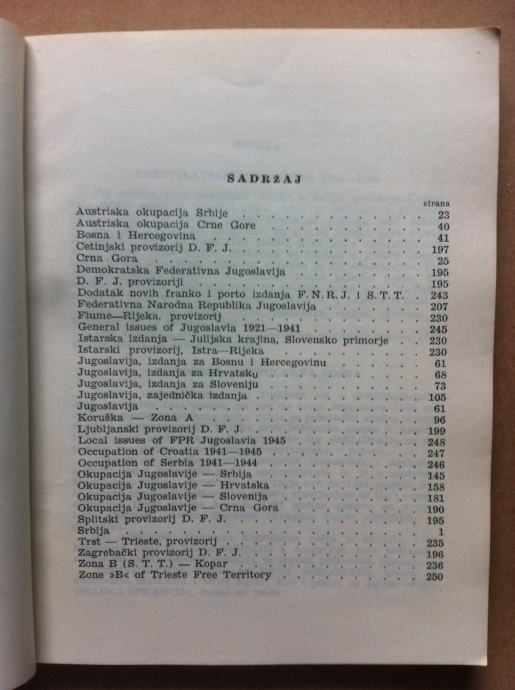 SADRŽAJ
strana
Austriska okupacija Srbije . . . . . . . . . . . . 23
Austriska okupacija Crne Gore . . . . . . . . . . 40
Bosna i Hercegovina . . . . . . . . . . . . . 41
Cetinjski provizorij D. F. J. . . . . . . . . . . . 197
Crna Gora . . . . . . . . . . . . . . . . 25
Demokratska Federativna Jugoslavija . . . . . . . . 195
D. F. J. provizoriji . . . . . . . . . . . . . 195
Dodatak novih franko i porto izdanja F. N. R. J. i S. T. T. . 243
Federativna Narodna Republika Jugoslavija . . . . . . 207
Fiume—Rijeka, provizorij . . . . . . . . . . . 230
General issues of Jugoslavia 1921—1941 . . . . . . . 245
Istarska izdanja — Julijska krajina, Slovensko primorje . . 230
Istarski provizorij, Istra—Rijeka . . . . . . . . . . 230
Jugoslavija, izdanja za Bosnu i Hercegovinu . . . . . . 61
Jugoslavija, izdanja za Hrvatsku . . . . . . . . . . 68
Jugoslavija, izdanja za Sloveniju . . . . . . . . . . 73
Jugoslavija, zajednička izdanja . . . . . . . . . . 105
Jugoslavija . . . . . . . . . . . . . . . . 61
Koruška — Zona A . . . . . . . . . . . . . 96
Ljubljanski provizorij D. F. J. . . . . . . . . . . 199
Local issues of FPR Jugoslavia 1945 . . . . . . . . 248
Occupation of Croatia 1941—1945 . . . . . . . . . 247
Occupation of Serbia 1941—1944 . . . . . . . . . 246
Okupacija Jugoslavije — Srbija . . . . . . . . . . 145
Okupacija Jugoslavije — Hrvatska . . . . . . . . . 158
Okupacija Jugoslavije — Slovenija . . . . . . . . . 181
Okupacija Jugoslavije — Crna Gora . . . . . . . . 190
Splitski provizorij D. F. J. . . . . . . . . . . . 195
Srbija . . . . . . . . . . . . . . . . . 1
Trst — Trieste, provizorij . . . . . . . . . . . 235
Zagrebački provizorij D. F. J. . . . . . . . . . . 196
Zona B (S. T. T.) — Kopar . . . . . . . . . . . 236
Zone »B« of Trieste Free Territory . . . . . . . . . 250